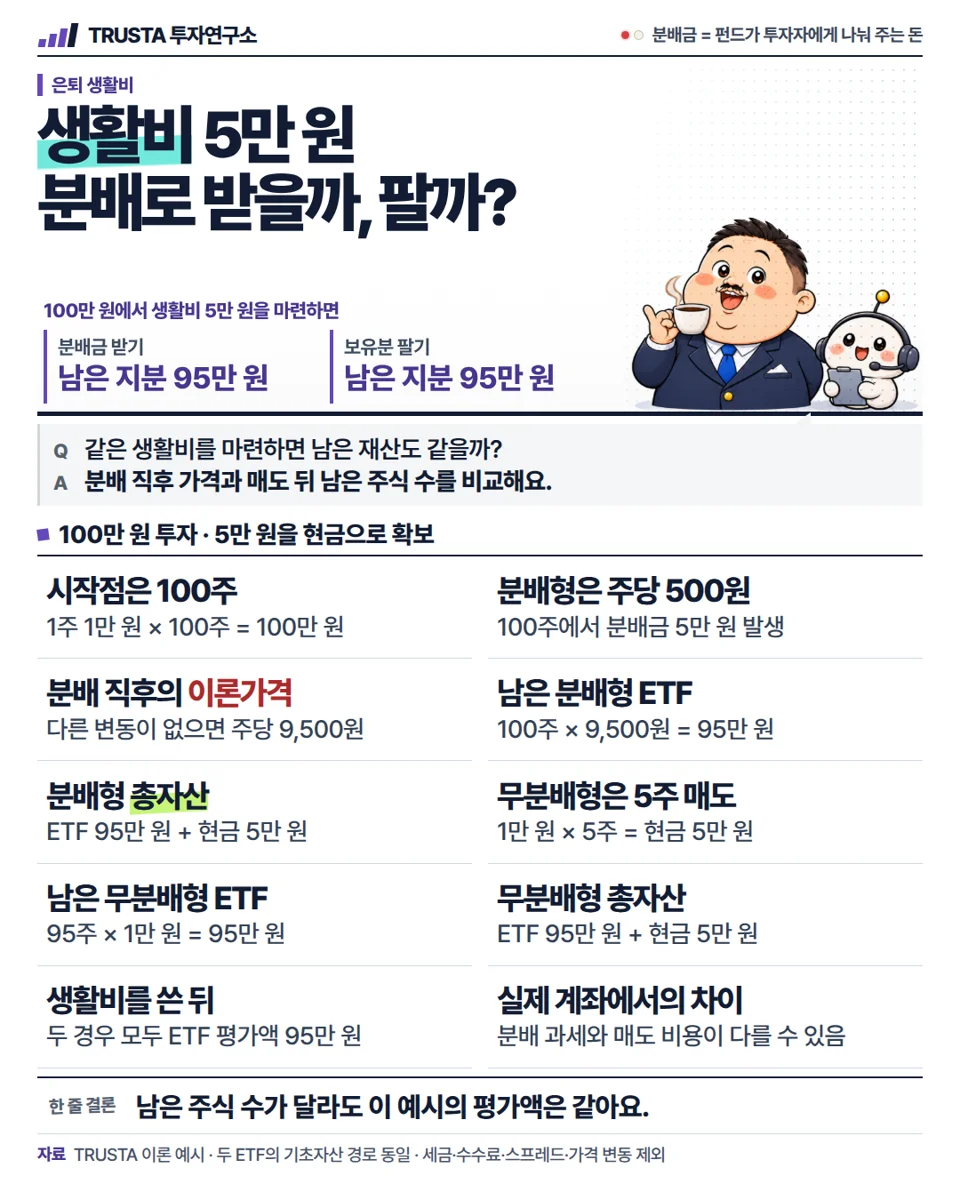 TRUSTA 투자연구소
분배금 = 펀드가 투자자에게 나눠 주는 돈
은퇴 생활비
생활비 5만 원
분배로 받을까, 팔까?
100만 원에서 생활비 5만 원을 마련하면
분배금 받기
남은 지분 95만 원
보유분 팔기
남은 지분 95만 원
Q 같은 생활비를 마련하면 남은 재산도 같을까?
A 분배 직후 가격과 매도 뒤 남은 주식 수를 비교해요.
100만 원 투자 · 5만 원을 현금으로 확보
시작점은 100주
1주 1만 원 × 100주 = 100만 원
분배형은 주당 500원
100주에서 분배금 5만 원 발생
분배 직후의 이론가격
다른 변동이 없으면 주당 9,500원
남은 분배형 ETF
100주 × 9,500원 = 95만 원
분배형 총자산
ETF 95만 원 + 현금 5만 원
무분배형은 5주 매도
1만 원 × 5주 = 현금 5만 원
남은 무분배형 ETF
95주 × 1만 원 = 95만 원
무분배형 총자산
ETF 95만 원 + 현금 5만 원
생활비를 쓴 뒤
두 경우 모두 ETF 평가액 95만 원
실제 계좌에서의 차이
분배 과세와 매도 비용이 다를 수 있음
한 줄 결론 남은 주식 수가 달라도 이 예시의 평가액은 같아요.
자료 TRUSTA 이론 예시 · 두 ETF의 기초자산 경로 동일 · 세금·수수료·스프레드·가격 변동 제외